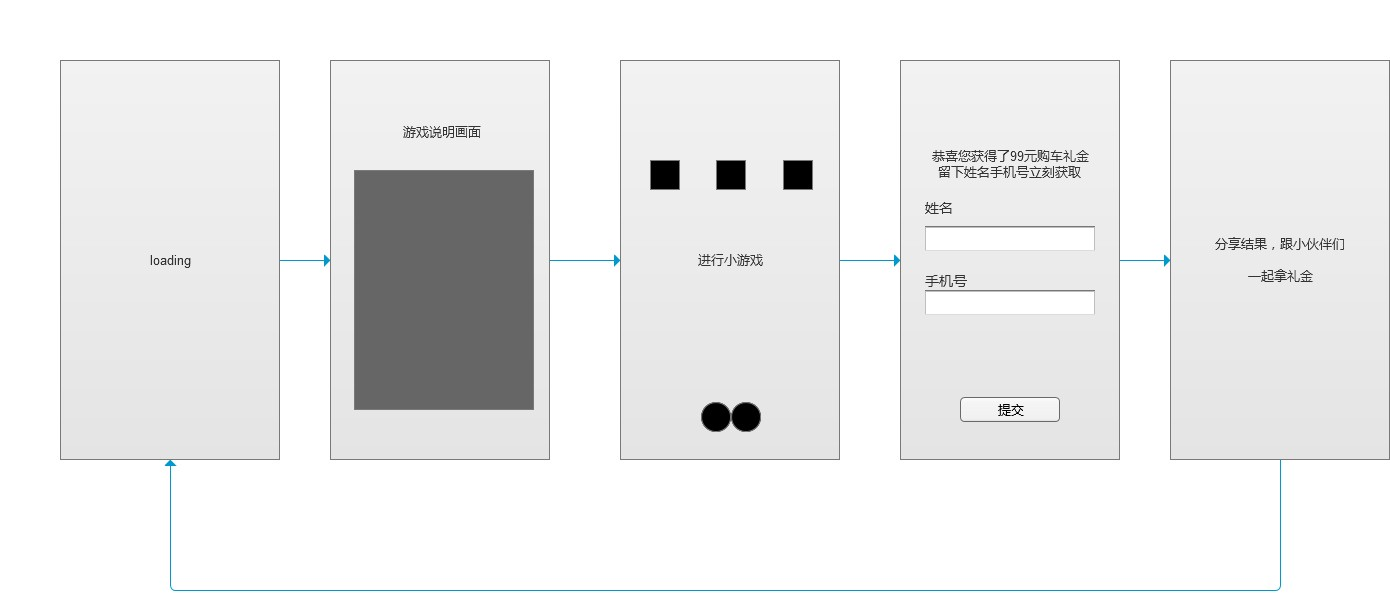 loading
游戏说明画面
进行小游戏
恭喜您获得了99元购车礼金
留下姓名手机号立刻获取
姓名
手机号
提交
分享结果，跟小伙伴们
一起拿礼金